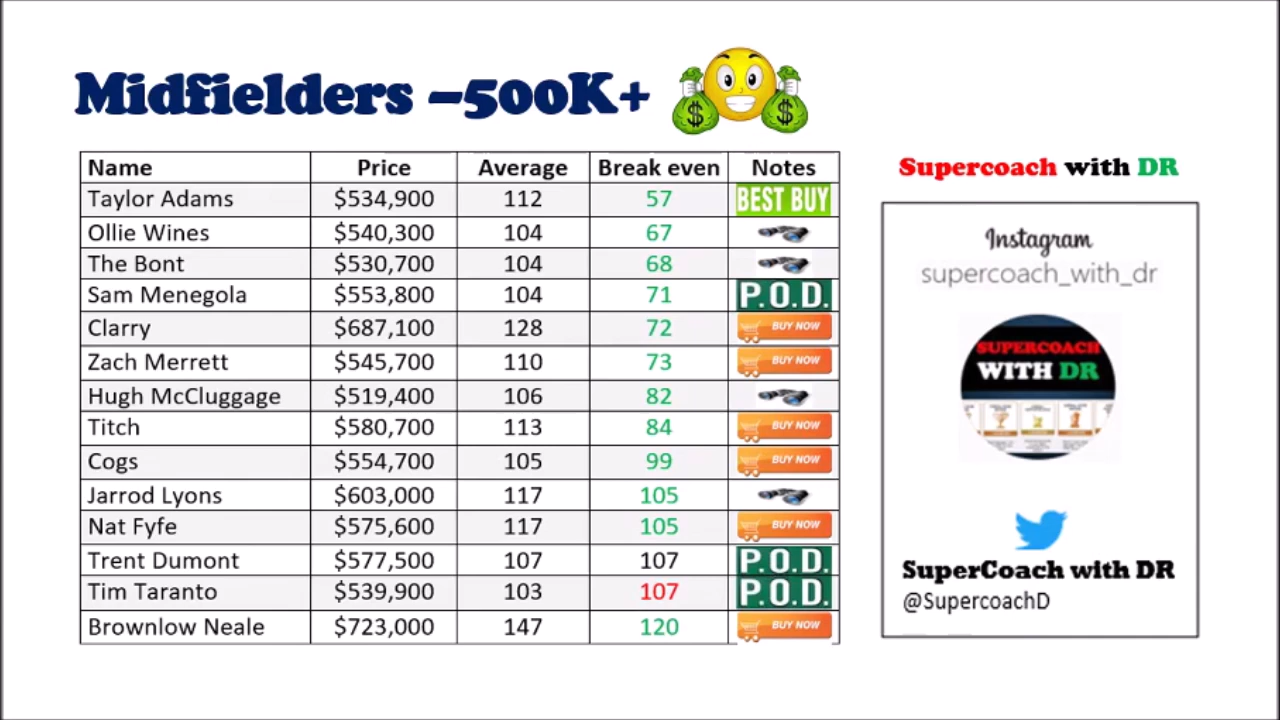 Midfielders –500K+
Name Price Average Break even Notes
Taylor Adams $534,900 112 57 BEST BUY
Ollie Wines $540,300 104 67
The Bont $530,700 104 68
Sam Menegola $553,800 104 71 P.O.D.
Clarry $687,100 128 72 BUY NOW
Zach Merrett $545,700 110 73 BUY NOW
Hugh McCluggage $519,400 106 82
Titch $580,700 113 84 BUY NOW
Cogs $554,700 105 99 BUY NOW
Jarrod Lyons $603,000 117 105
Nat Fyfe $575,600 117 105 BUY NOW
Trent Dumont $577,500 107 107 P.O.D.
Tim Taranto $539,900 103 107 P.O.D.
Brownlow Neale $723,000 147 120 BUY NOW
Supercoach with DR
Instagram
supercoach_with_dr
SUPERCOACH
WITH DR
SuperCoach with DR
@SupercoachD